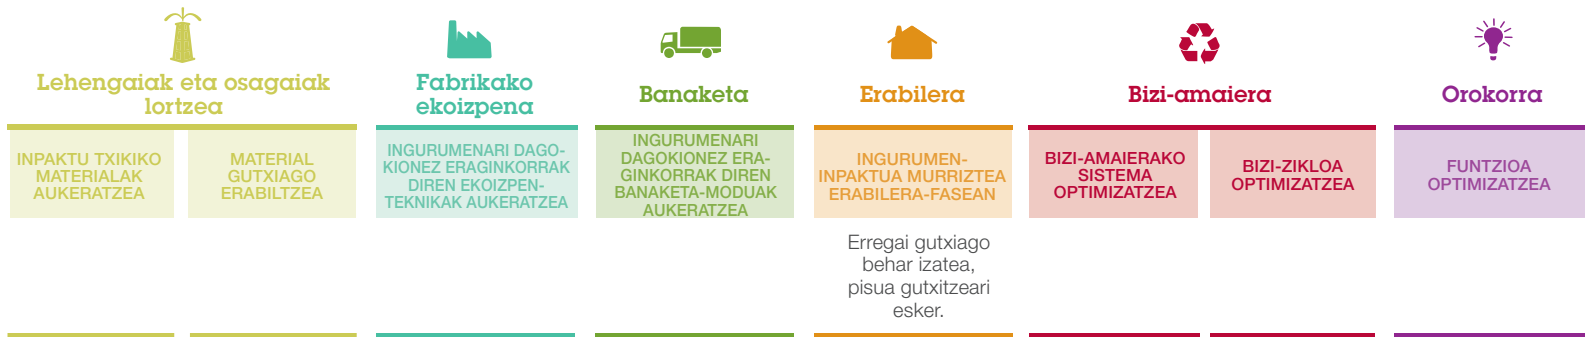 Lehengaiak eta osagaiak
lortzea
Fabrikako
ekoizpena
Banaketa
Erabilera
Bizi-amaiera
Orokorra
INPAKTU TXIKIKO
MATERIALAK
AUKERATZEA
MATERIAL
GUTXIAGO
ERABILTZEA
INGURUMENARI DAGO-
KIONEZ ERAGINKORRAK
DIREN EKOIZPEN-
TEKNIKAK AUKERATZEA
INGURUMENARI
DAGOKIONEZ ERA-
GINKORRAK DIREN
BANAKETA-MODUAK
AUKERATZEA
INGURUMEN-
INPAKTUA MURRIZTEA
ERABILERA-FASEAN
BIZI-AMAIERAKO
SISTEMA
OPTIMIZATZEA
BIZI-ZIKLOA
OPTIMIZATZEA
FUNTZIOA
OPTIMIZATZEA
Erregai gutxiago
behar izatea,
pisua gutxitzeari
esker.